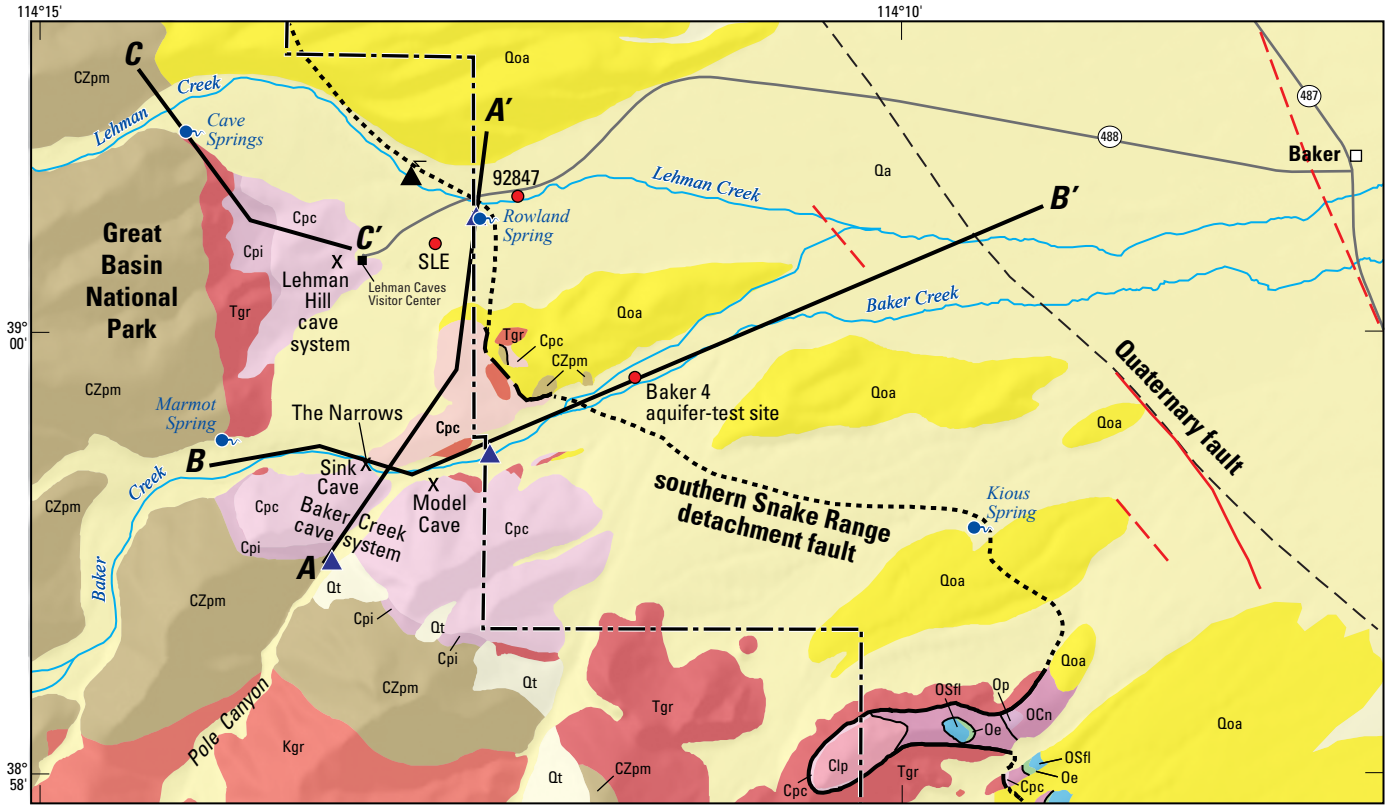 114°15′
114°10′
C
CZpm
Qoa
487
Lehman
Creek
Cave
Springs
A′
488
Baker
92847
Lehman Creek
Qa
B′
Cpc
Rowland
Spring
Great
Basin
National
Park
Cpi
C′
SLE
Lehman
Hill
cave
system
Lehman Caves
Visitor Center
Baker Creek
Tgr
Qoa
39°
00′
Tgr
Cpc
CZpm
CZpm
Quaternary fault
Baker 4
aquifer-test site
Qoa
Marmot
Spring
The Narrows
Qoa
Cpc
B
Sink
Cave
Creek
southern Snake Range
detachment fault
Model
Cave
Kious
Spring
CZpm
Cpc
Baker Creek
cave system
Cpc
Cpi
A
Baker
Qoa
Qt
CZpm
Cpi
Qt
Cpi
Qoa
Qt
CZpm
OSfl
Op
Pole Canyon
Tgr
OCn
Qoa
Oe
Kgr
OSfl
Clp
Qt
CZpm
Tgr
Oe
38°
58′
Cpc
Cpc